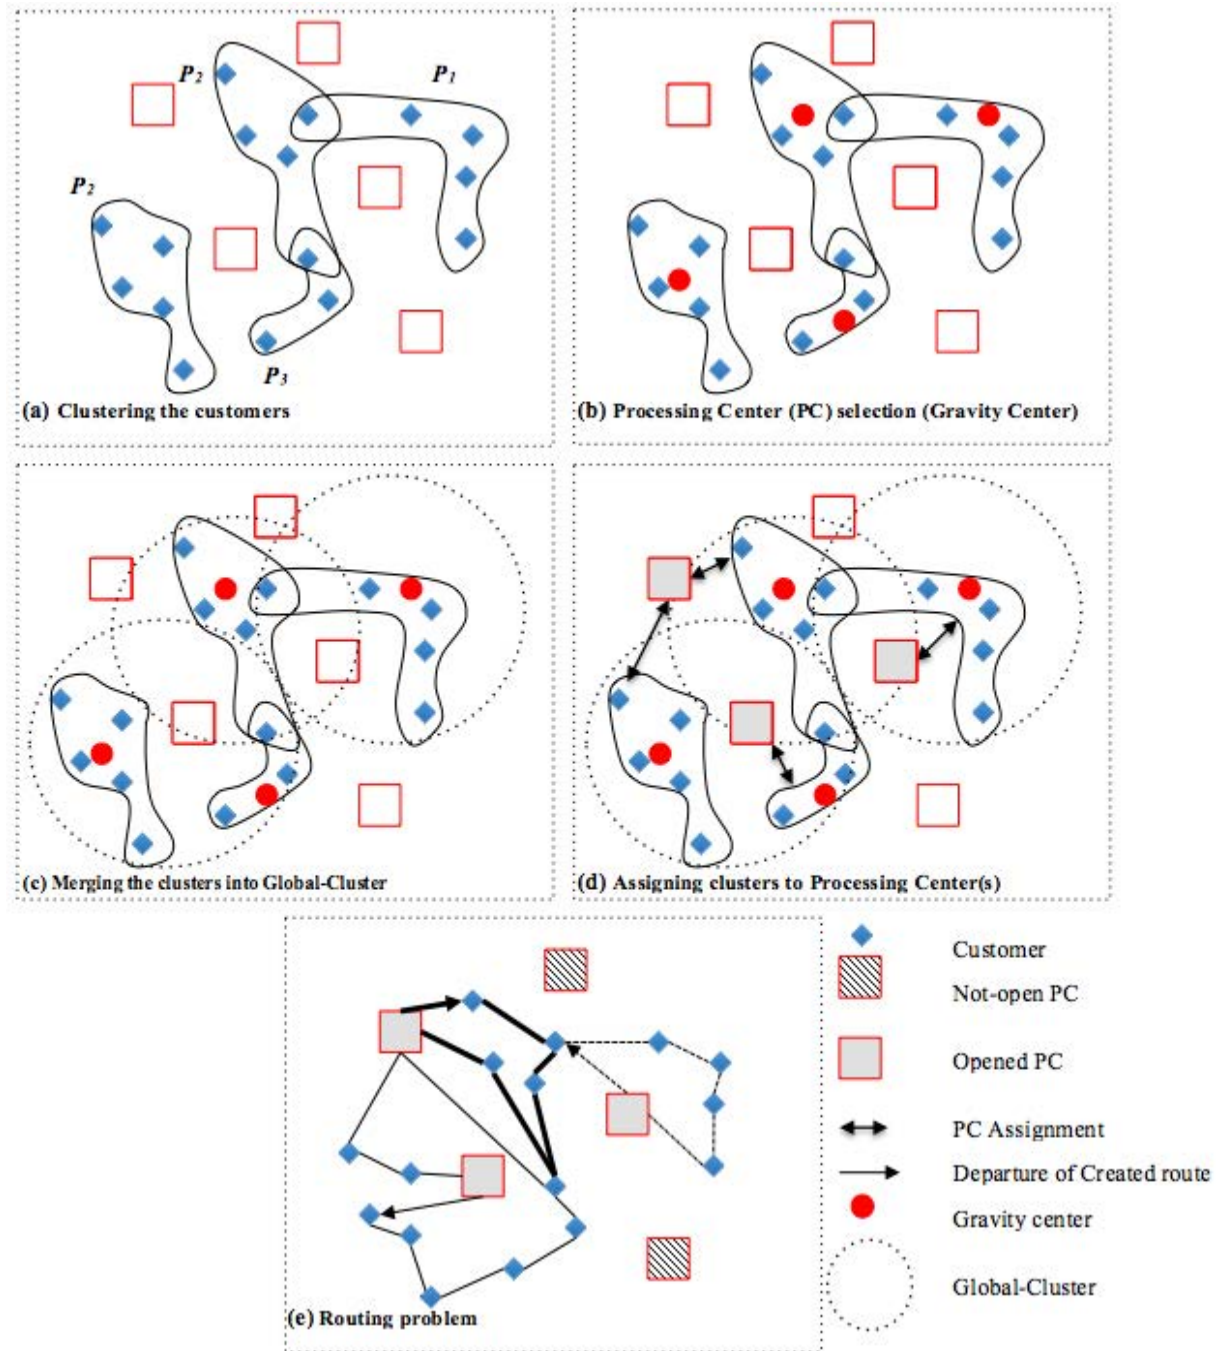 P2
P1
P2
P3
(a) Clustering the customers
(b) Processing Center (PC) selection (Gravity Center)
(c) Merging the clusters into Global-Cluster
(d) Assigning clusters to Processing Center(s)
Customer
Not-open PC
Opened PC
PC Assignment
Departure of Created route
Gravity center
Global-Cluster
(e) Routing problem